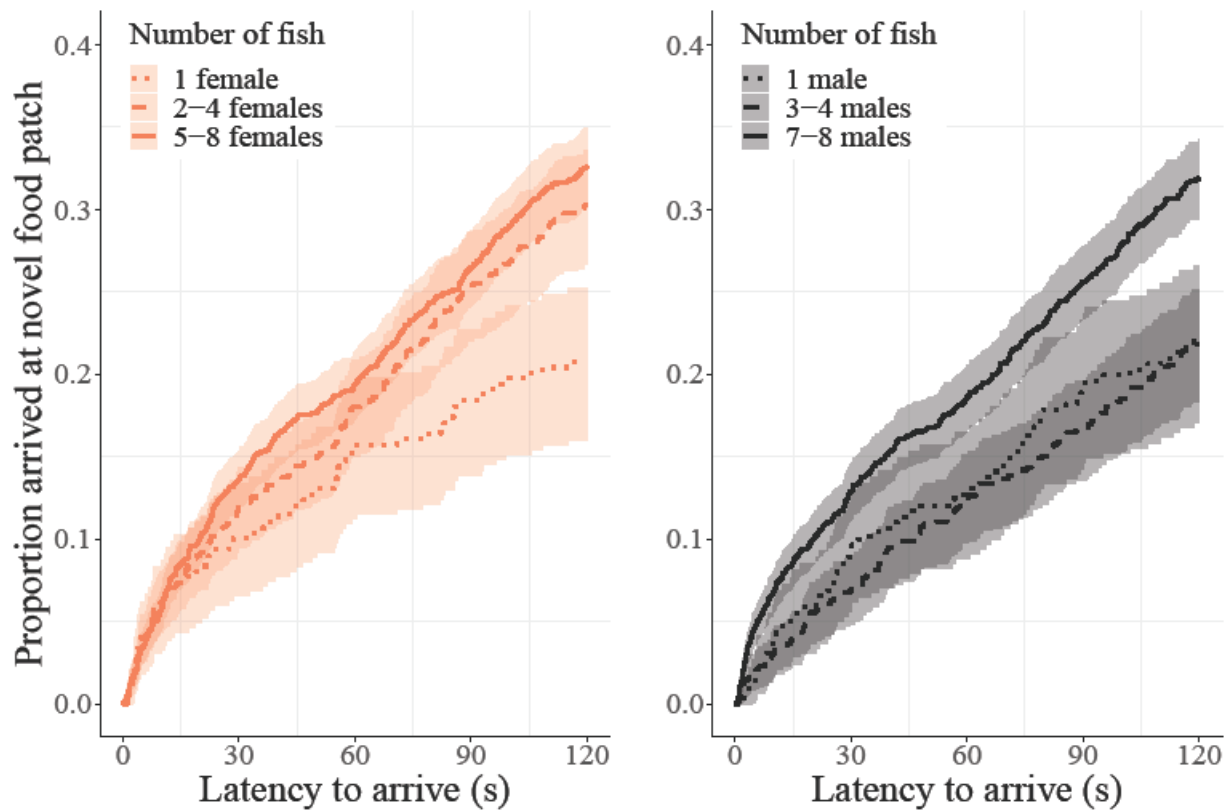 Proportion arrived at novel food patch
0.4
0.3
0.2
0.1
0.0
Number of fish
1 female
2−4 females
5−8 females
0 30 60 90 120
Latency to arrive (s)
0.4
0.3
0.2
0.1
0.0
Number of fish
1 male
3−4 males
7−8 males
0 30 60 90 120
Latency to arrive (s)